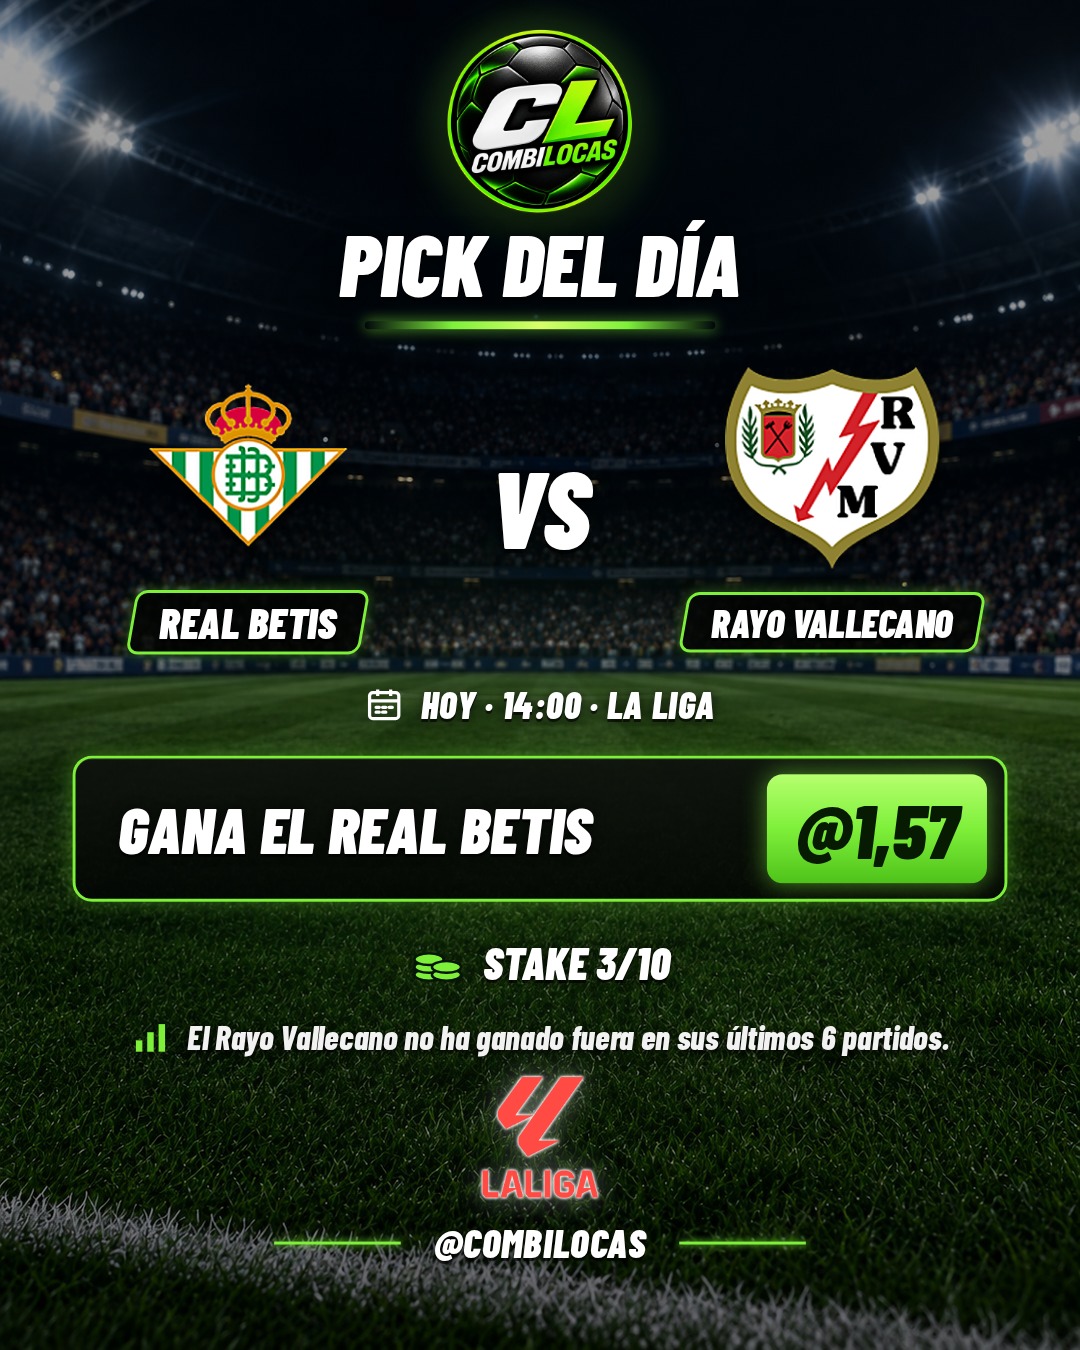 CL
COMBILOCAS
PICK DEL DÍA
VS
R
V
M
REAL BETIS
RAYO VALLECANO
HOY · 14:00 · LA LIGA
GANA EL REAL BETIS
@1,57
STAKE 3/10
El Rayo Vallecano no ha ganado fuera en sus últimos 6 partidos.
LALIGA
@COMBILOCAS